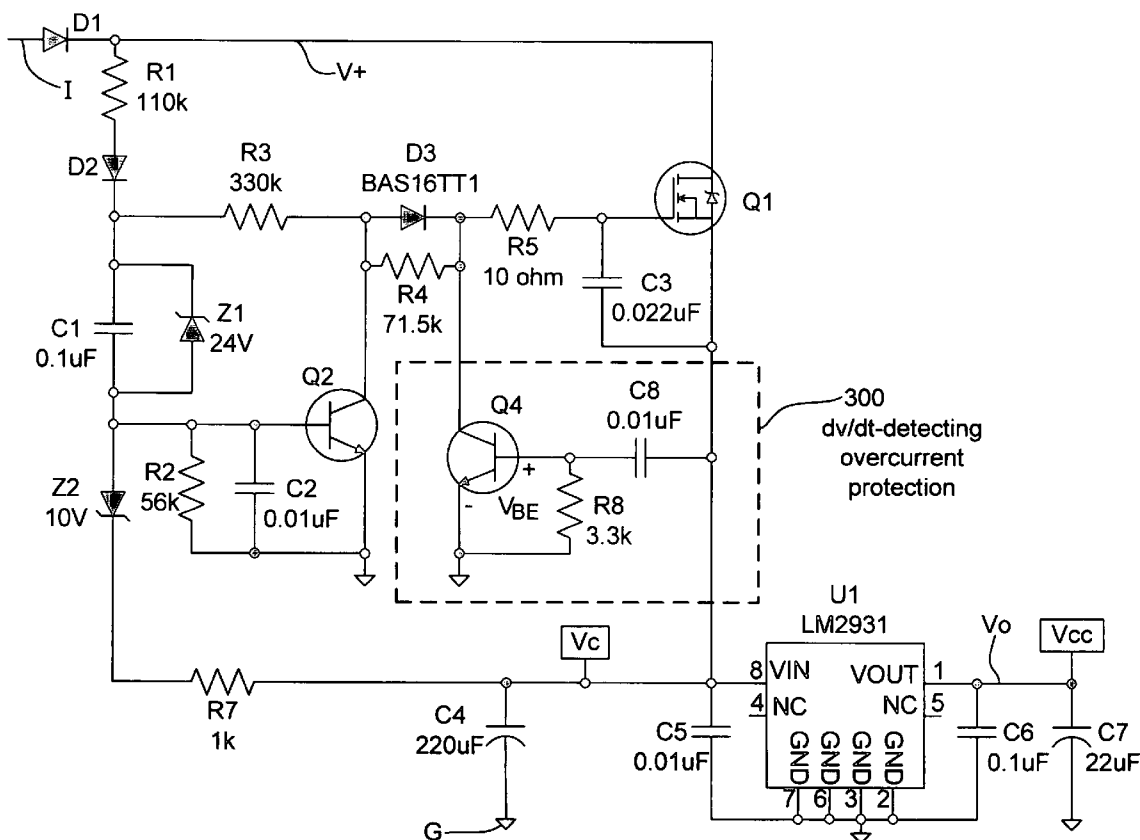 D1
I
R1
110k
V+
D2
R3
330k
D3
BAS16TT1
Q1
R5
10 ohm
R4
71.5k
C3
0.022uF
C1
0.1uF
Z1
24V
Q2
Q4
C8
0.01uF
300
dv/dt-detecting
overcurrent
protection
Z2
10V
R2
56k
C2
0.01uF
+
VBE
-
R8
3.3k
U1
LM2931
Vc
Vo
Vcc
8 VIN
VOUT 1
4 NC
NC 5
R7
1k
C4
220uF
C5
0.01uF
GND GND GND GND
7 6 3 2
C6
0.1uF
C7
22uF
G